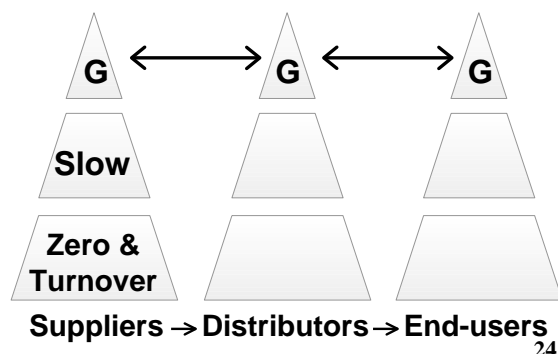 G G G
Slow
Zero &
Turnover
Suppliers → Distributors → End-users
24